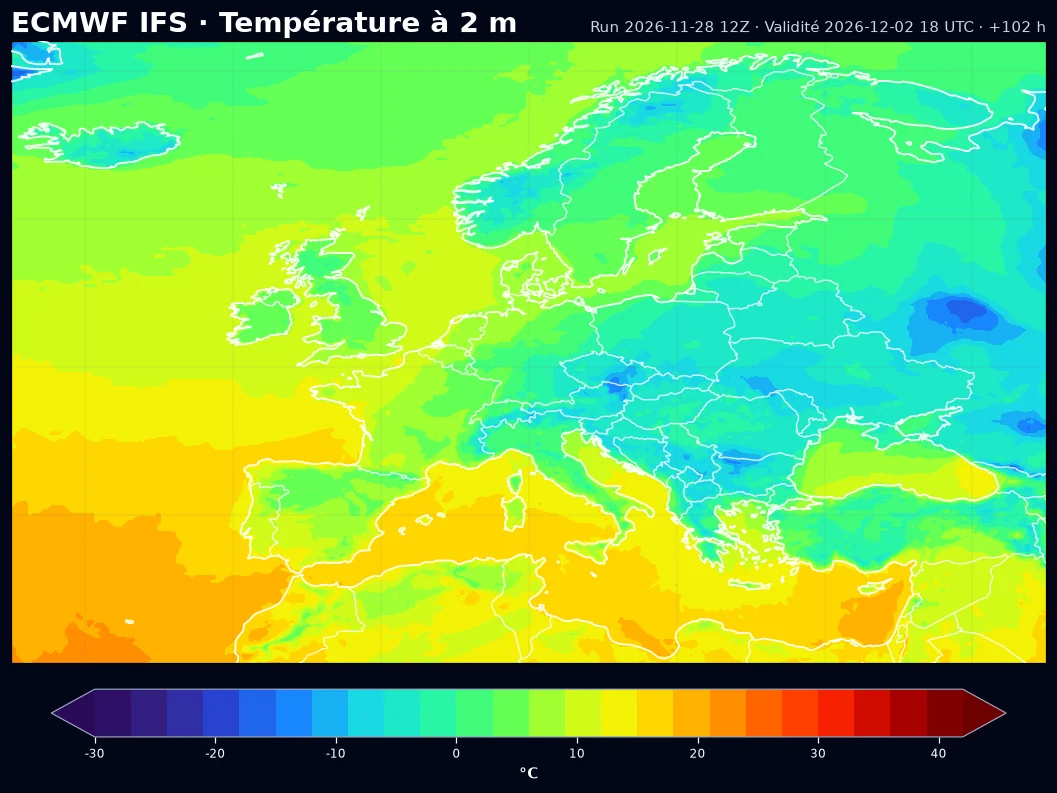 ECMWF IFS · Température à 2 m
Run 2026-11-28 12Z · Validité 2026-12-02 18 UTC · +102 h
-30 -20 -10 0 10 20 30 40
°C